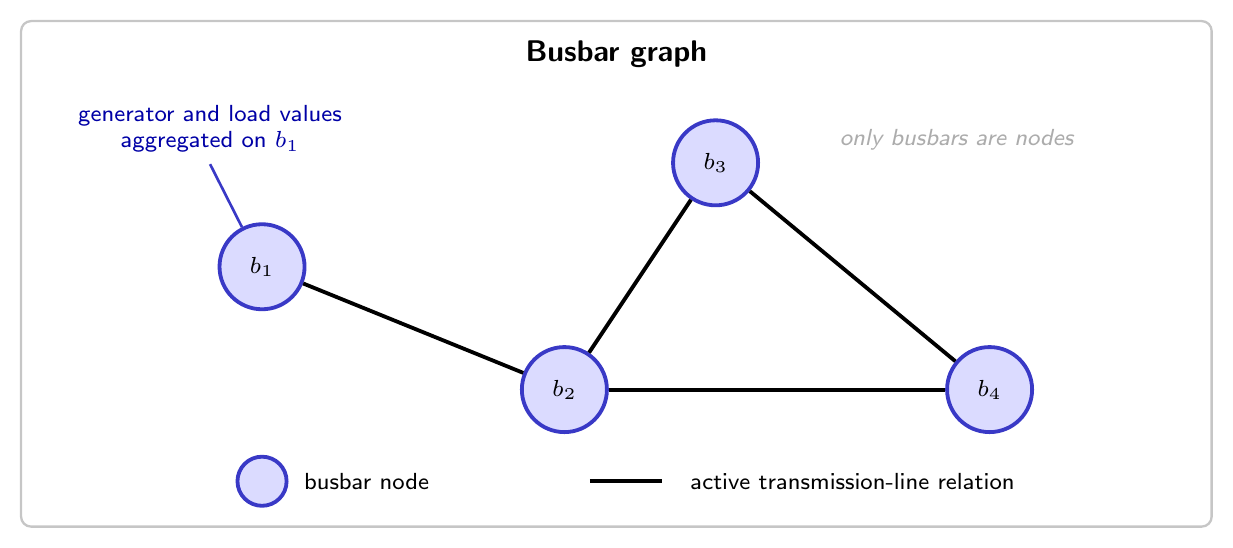 Busbar graph
generator and load values
aggregated on b₁
only busbars are nodes
b₃
b₁
b₂
b₄
busbar node
active transmission-line relation